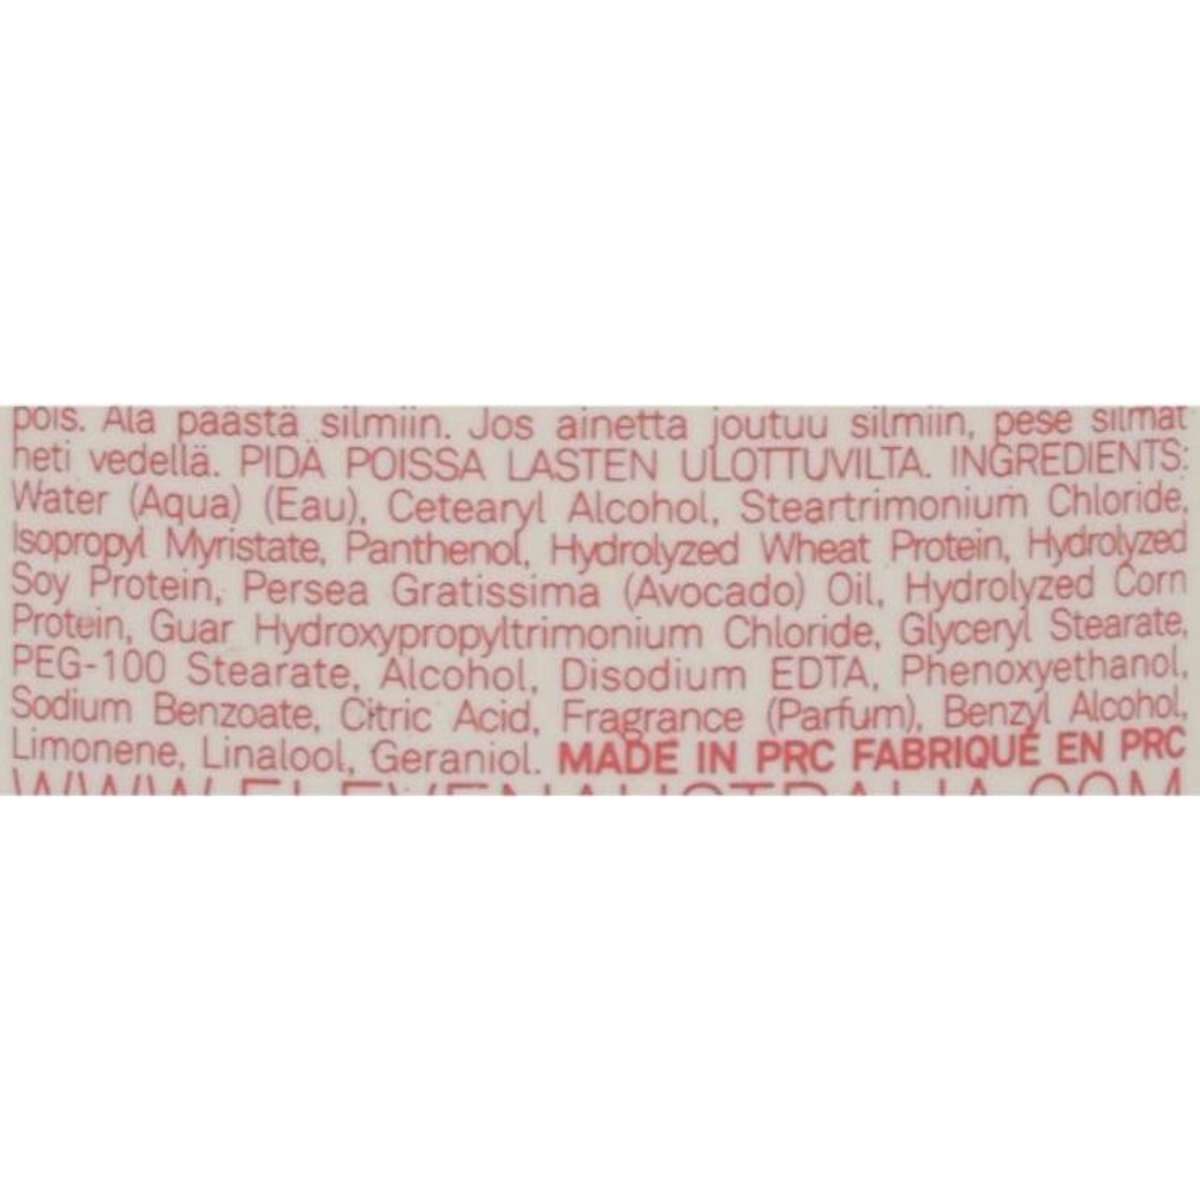 pois. Älä päästä silmiin. Jos ainetta joutuu silmiin, pese silmät
heti vedellä. PIDÄ POISSA LASTEN ULOTTUVILTA. INGREDIENTS:
Water (Aqua) (Eau), Cetearyl Alcohol, Steartrimonium Chloride,
Isopropyl Myristate, Panthenol, Hydrolyzed Wheat Protein, Hydrolyzed
Soy Protein, Persea Gratissima (Avocado) Oil, Hydrolyzed Corn
Protein, Guar Hydroxypropyltrimonium Chloride, Glyceryl Stearate,
PEG-100 Stearate, Alcohol, Disodium EDTA, Phenoxyethanol,
Sodium Benzoate, Citric Acid, Fragrance (Parfum), Benzyl Alcohol,
Limonene, Linalool, Geraniol. MADE IN PRC FABRIQUÉ EN PRC
WWW.ELEVENAUSTRALIA.COM